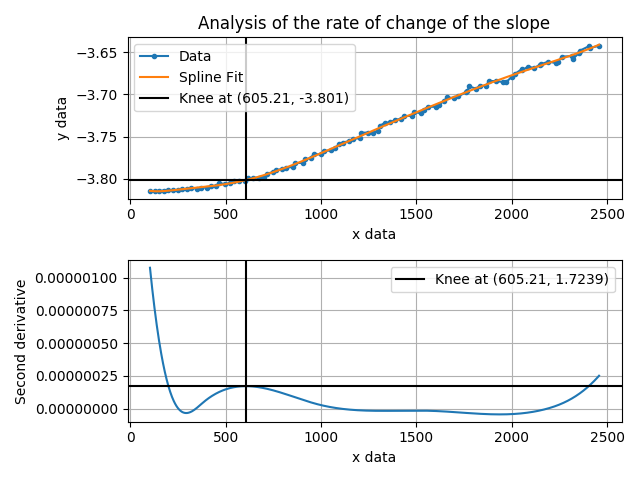 Analysis of the rate of change of the slope
Data
Spline Fit
Knee at (605.21, -3.801)
y data
−3.65
−3.70
−3.75
−3.80
0 500 1000 1500 2000 2500
x data
Knee at (605.21, 1.7239)
Second derivative
0.00000100
0.00000075
0.00000050
0.00000025
0.00000000
0 500 1000 1500 2000 2500
x data